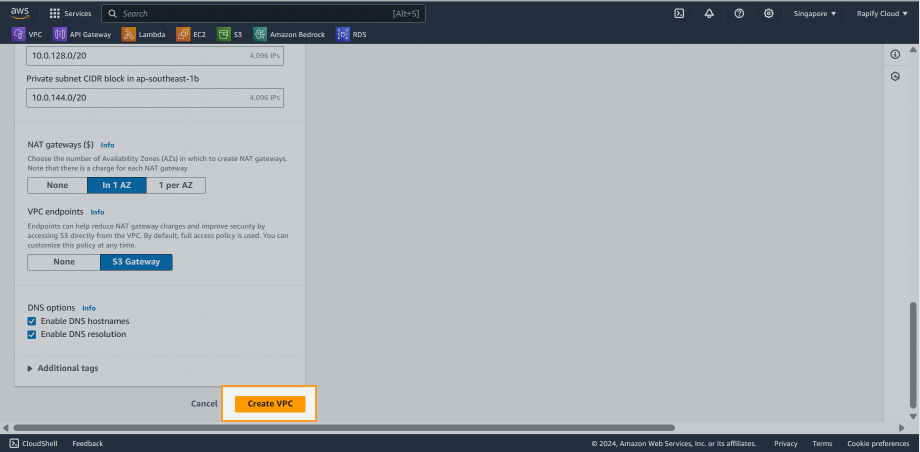 aws Services Search [Alt+S] Singapore ▼ Rapify Cloud ▼
VPC API Gateway Lambda EC2 S3 Amazon Bedrock RDS
10.0.128.0/20 4,096 IPs
Private subnet CIDR block in ap-southeast-1b
10.0.144.0/20 4,096 IPs
NAT gateways ($) Info
Choose the number of Availability Zones (AZs) in which to create NAT gateways.
Note that there is a charge for each NAT gateway
None In 1 AZ 1 per AZ
VPC endpoints Info
Endpoints can help reduce NAT gateway charges and improve security by
accessing S3 directly from the VPC. By default, full access policy is used. You can
customize this policy at any time.
None S3 Gateway
DNS options Info
Enable DNS hostnames
Enable DNS resolution
Additional tags
Cancel Create VPC
CloudShell Feedback © 2024, Amazon Web Services, Inc. or its affiliates. Privacy Terms Cookie preferences